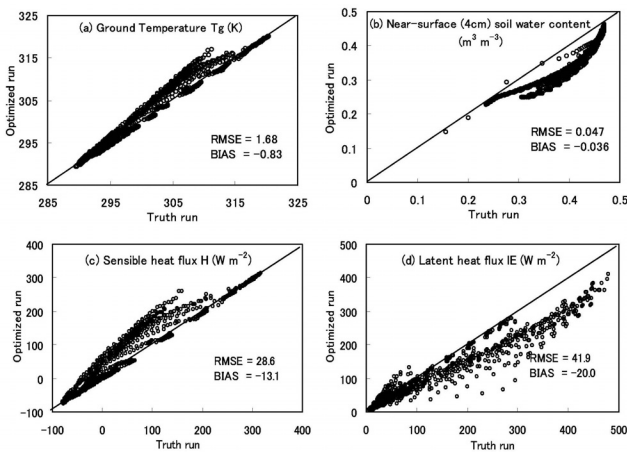 (a) Ground Temperature Tg (K)
Optimized run
325
315
305
295
285
RMSE = 1.68
BIAS = −0.83
285 295 305 315 325
Truth run
(b) Near-surface (4cm) soil water content
(m³ m⁻³)
Optimized run
0.5
0.4
0.3
0.2
0.1
0
RMSE = 0.047
BIAS = −0.036
0 0.1 0.2 0.3 0.4 0.5
Truth run
(c) Sensible heat flux H (W m⁻²)
Optimized run
400
300
200
100
0
-100
RMSE = 28.6
BIAS = −13.1
-100 0 100 200 300 400
Truth run
(d) Latent heat flux lE (W m⁻²)
Optimized run
500
400
300
200
100
0
RMSE = 41.9
BIAS = −20.0
0 100 200 300 400 500
Truth run